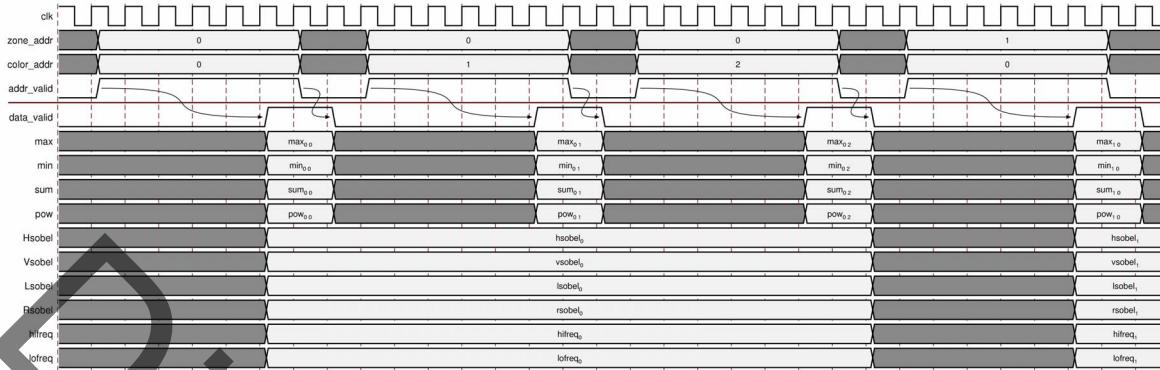 clk
zone_addr 0 0 0 1
color_addr 0 1 2 0
addr_valid
data_valid
max max0 0 max0 1 max0 2 max1 0
min min0 0 min0 1 min0 2 min1 0
sum sum0 0 sum0 1 sum0 2 sum1 0
pow pow0 0 pow0 1 pow0 2 pow1 0
Hsobel hsobel0 hsobel1
Vsobel vsobel0 vsobel1
Lsobel lsobel0 lsobel1
Rsobel rsobel0 rsobel1
hifreq hifreq0 hifreq1
lofreq lofreq0 lofreq1